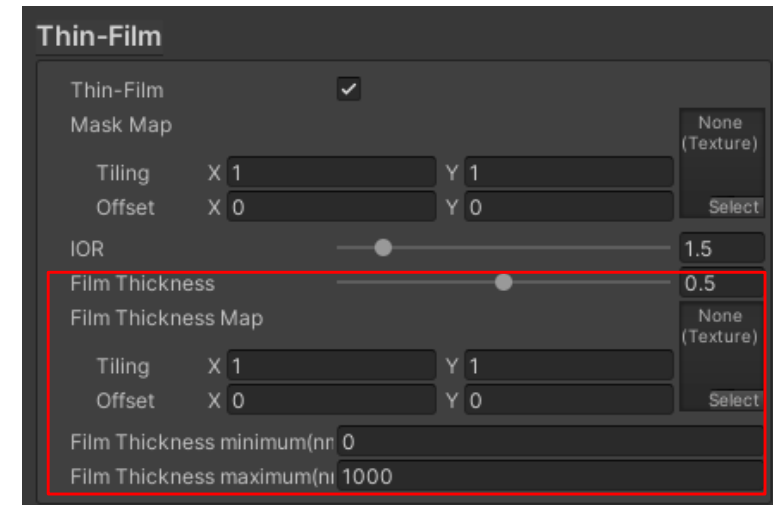 Thin-Film
Thin-Film
Mask Map
None
(Texture)
Tiling X 1 Y 1
Offset X 0 Y 0
Select
IOR 1.5
Film Thickness 0.5
Film Thickness Map
None
(Texture)
Tiling X 1 Y 1
Offset X 0 Y 0
Select
Film Thickness minimum(nm 0
Film Thickness maximum(n 1000